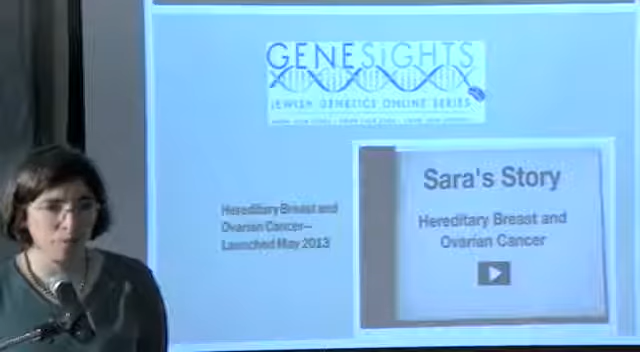 GENESiGHTS
JEWISH GENETICS ONLINE SERIES
Hereditary Breast and
Ovarian Cancer–
Launched May 2013
Sara's Story
Hereditary Breast and
Ovarian Cancer